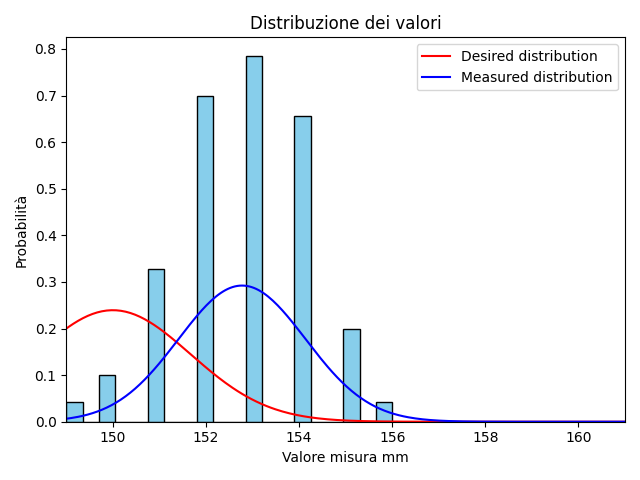 Distribuzione dei valori
Desired distribution
Measured distribution
Probabilità
0.8
0.7
0.6
0.5
0.4
0.3
0.2
0.1
0.0
150 152 154 156 158 160
Valore misura mm